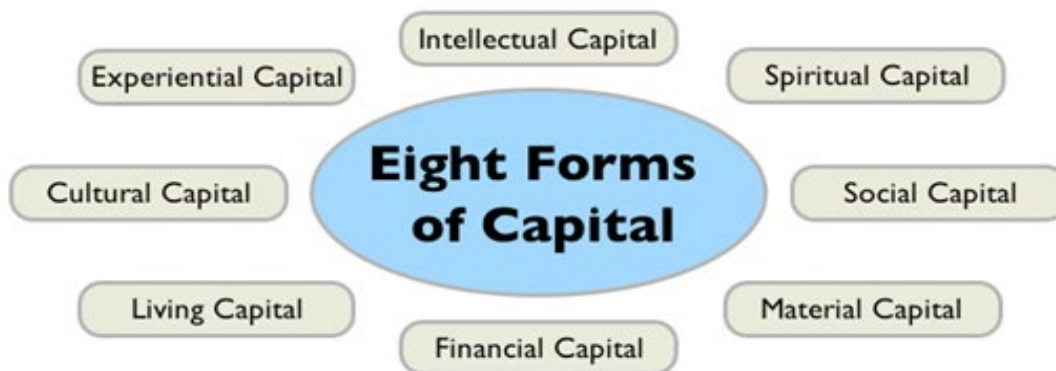 Intellectual Capital
Experiential Capital
Spiritual Capital
Eight Forms
of Capital
Cultural Capital
Social Capital
Living Capital
Material Capital
Financial Capital